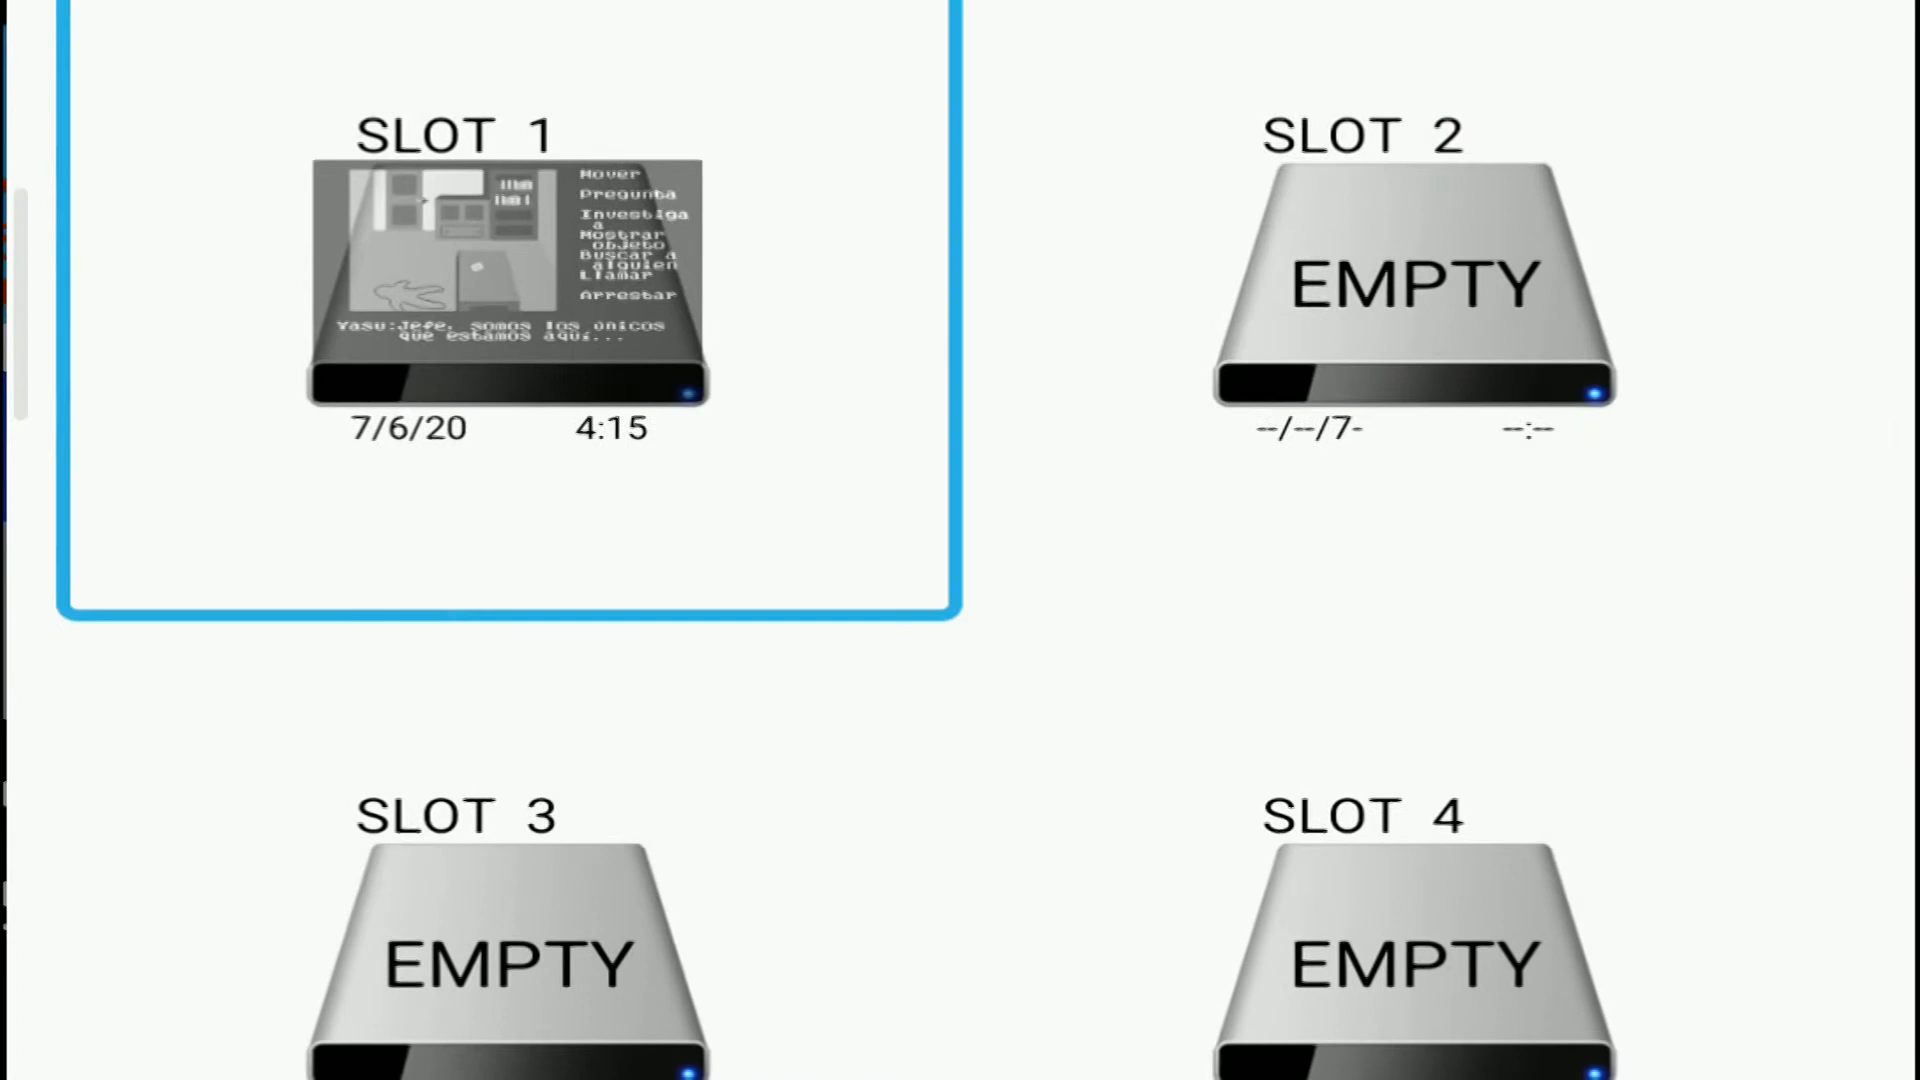 SLOT 1
Mover
Pregunta
Investiga
a
Mostrar
objeto
Buscar a
alguien
Llamar
Arrestar
Yasu:Jefe, somos los únicos
que estamos aquí...
7/6/20 4:15
SLOT 2
EMPTY
--/--/7- --:--
SLOT 3
EMPTY
SLOT 4
EMPTY